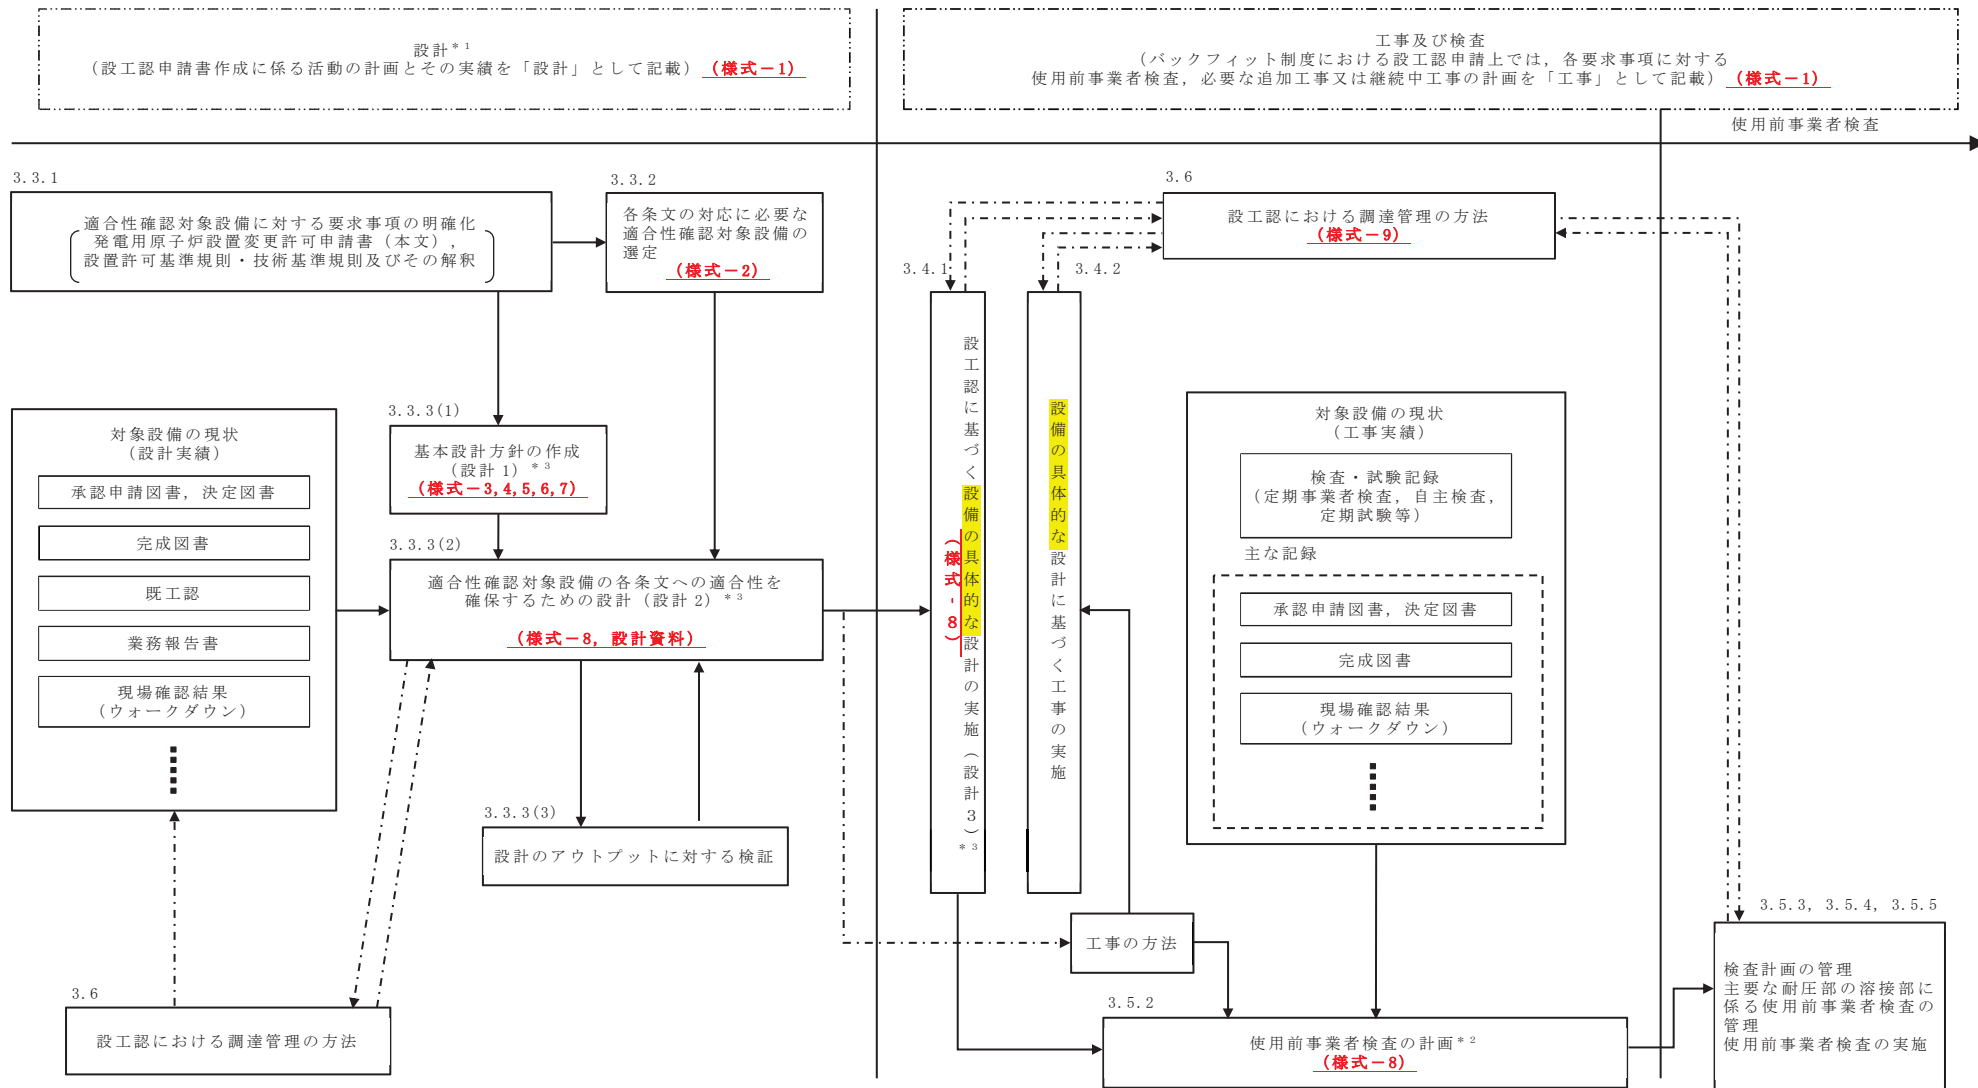 設計*1
(設工認申請書作成に係る活動の計画とその実績を「設計」として記載)(様式－1)
工事及び検査
(バックフィット制度における設工認申請上では，各要求事項に対する
使用前事業者検査，必要な追加工事又は継続中工事の計画を「工事」として記載)(様式－1)
使用前事業者検査
3.3.1
適合性確認対象設備に対する要求事項の明確化
発電用原子炉設置変更許可申請書（本文），
設置許可基準規則・技術基準規則及びその解釈
3.3.2
各条文の対応に必要な
適合性確認対象設備の
選定
(様式－2)
対象設備の現状
(設計実績)
承認申請図書，決定図書
完成図書
既工認
業務報告書
現場確認結果
(ウォークダウン)
3.3.3(1)
基本設計方針の作成
(設計1)*3
(様式－3,4,5,6,7)
3.3.3(2)
適合性確認対象設備の各条文への適合性を
確保するための設計（設計2）*3
(様式－8，設計資料)
3.3.3(3)
設計のアウトプットに対する検証
3.6
設工認における調達管理の方法
3.6
設工認における調達管理の方法
(様式－9)
3.4.1
設工認に基づく設備の具体的な設計の実施（設計3）*3
(様式-8)
3.4.2
設備の具体的な設計に基づく工事の実施
対象設備の現状
(工事実績)
検査・試験記録
(定期事業者検査，自主検査，
定期試験等)
主な記録
承認申請図書，決定図書
完成図書
現場確認結果
(ウォークダウン)
工事の方法
3.5.2
使用前事業者検査の計画*2
(様式－8)
3.5.3, 3.5.4, 3.5.5
検査計画の管理
主要な耐圧部の溶接部に
係る使用前事業者検査の
管理
使用前事業者検査の実施